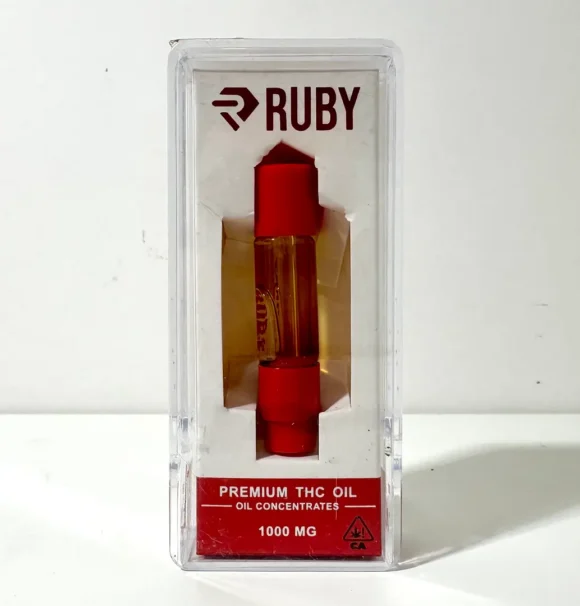 RUBY
PREMIUM THC OIL
OIL CONCENTRATES
1000 MG
CA